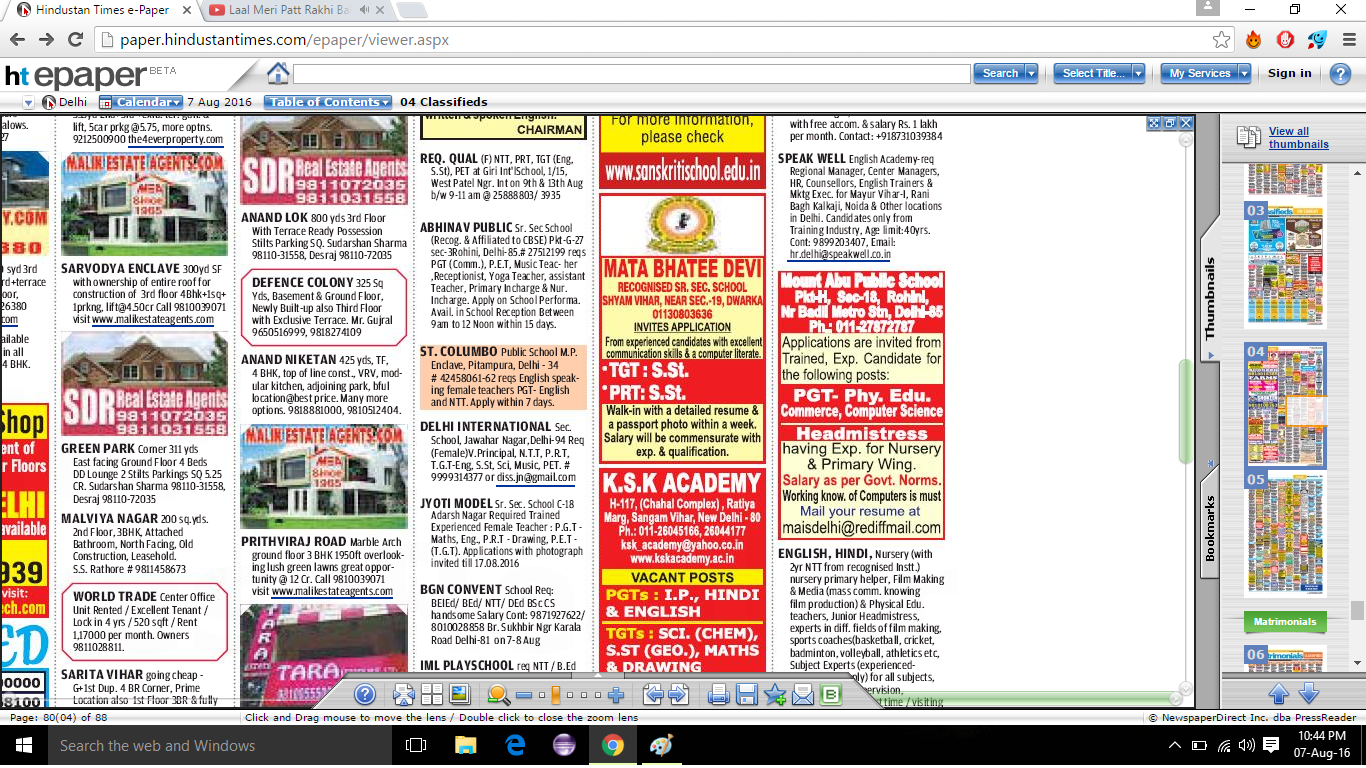 Hindustan Times e-Paper
Laal Meri Patt Rakhi Ba
paper.hindustantimes.com/epaper/viewer.aspx
ht epaper BETA
Search
Select Title...
My Services
Sign in
?
Delhi
Calendar
7 Aug 2016
Table of Contents
04 Classifieds
alows.
27
Y.COM
380
0 syd 3rd
rd+terrace
oor,
26380
com
ailable
in all
4 BHK.
Shop
ent of
r Floors
ELHI
available
939
visit:
ech.com
ED
00000
98100
lift, 5car prkg @5.75, more optns.
9212500900 the4everproperty.com
MALIK ESTATE AGENTS.COM
MEA
Since
1965
SARVODYA ENCLAVE 300yd SF
with ownership of entire roof for
construction of 3rd floor 4Bhk+1sq+
1prkng, lift@4.50cr Call 9810039071
visit www.malikestateagents.com
SDR Real Estate Agents
9811072035
9811031558
GREEN PARK Corner 311 yds
East facing Ground Floor 4 Beds
DD Lounge 2 Stilts Parkings SQ 5.25
CR. Sudarshan Sharma 98110-31558,
Desraj 98110-72035
MALVIYA NAGAR 200 sq.yds.
2nd Floor, 3BHK, Attached
Bathroom, North Facing, Old
Construction, Leasehold.
S.S. Rathore # 9811458673
WORLD TRADE Center Office
Unit Rented / Excellent Tenant /
Lock in 4 yrs / 520 sqft / Rent
1,17000 per month. Owners
9811028811.
SARITA VIHAR going cheap -
G+1st Dup. 4 BR Corner, Prime
Location also 1st Floor 3BR & fully
SDR Real Estate Agents
9811072035
9811031558
ANAND LOK 800 yds 3rd Floor
With Terrace Ready Possession
Stilts Parking SQ. Sudarshan Sharma
98110-31558, Desraj 98110-72035
DEFENCE COLONY 325 Sq
Yds, Basement & Ground Floor,
Newly Built-up also Third Floor
with Exclusive Terrace. Mr. Gujral
9650516999, 9818274109
ANAND NIKETAN 425 yds, TF,
4 BHK, top of line const., VRV, mod-
ular kitchen, adjoining park, bful
location@best price. Many more
options. 9818881000, 9810512404.
MALIK ESTATE AGENTS.COM
MEA
Since
1965
PRITHVIRAJ ROAD Marble Arch
ground floor 3 BHK 1950ft overlook-
ing lush green lawns great oppor-
tunity @ 12 Cr. Call 9810039071
visit www.malikestateagents.com
TARA
TARA
written & spoken English.
CHAIRMAN
REQ. QUAL (F) NTT, PRT, TGT (Eng,
S.St), PET at Giri Int'lSchool, 1/15,
West Patel Ngr. Int on 9th & 13th Aug
b/w 9-11 am @ 25888803/ 3935
ABHINAV PUBLIC Sr. Sec School
(Recog. & Affiliated to CBSE) Pkt-G-27
sec-3Rohini, Delhi-85.# 27512199 reqs
PGT (Comm.), P.E.T, Music Teac- her
,Receptionist, Yoga Teacher, assistant
Teacher, Primary Incharge & Nur.
Incharge. Apply on School Performa.
Avail. in School Reception Between
9am to 12 Noon within 15 days.
ST. COLUMBO Public School M.P.
Enclave, Pitampura, Delhi - 34
# 42458061-62 reqs English speak-
ing female teachers PGT- English
and NTT. Apply within 7 days.
DELHI INTERNATIONAL Sec.
School, Jawahar Nagar,Delhi-94 Req
(Female)V.Principal, N.T.T, P.R.T,
T.G.T-Eng, S.St, Sci, Music, PET. #
9999314377 or diss.jn@gmail.com
JYOTI MODEL Sr. Sec. School C-18
Adarsh Nagar Required Trained
Experienced Female Teacher : P.G.T -
Maths, Eng., P.R.T - Drawing, P.E.T -
(T.G.T). Applications with photograph
invited till 17.08.2016
BGN CONVENT School Req:
BElEd/ BEd/ NTT/ DEd BSc CS
handsome Salary Cont: 9871927622/
8010028858 Br. Sukhbir Ngr Karala
Road Delhi-81 on 7-8 Aug
IML PLAYSCHOOL req NTT / B.Ed
For more information,
please check
www.sanskritischool.edu.in
MATA BHATEE DEVI
RECOGNISED SR. SEC. SCHOOL
SHYAM VIHAR, NEAR SEC.-19, DWARKA
01130803636
INVITES APPLICATION
From experienced candidates with excellent
communication skills & a computer literate.
•TGT : S.St.
•PRT: S.St.
Walk-in with a detailed resume &
a passport photo within a week.
Salary will be commensurate with
exp. & qualification.
K.S.K ACADEMY
H-117, (Chahal Complex) , Ratiya
Marg, Sangam Vihar, New Delhi - 80
Ph.: 011-26045166, 26044177
ksk_academy@yahoo.co.in
www.kskacademy.ac.in
VACANT POSTS
PGTs : I.P., HINDI
& ENGLISH
TGTs : SCI. (CHEM),
S.ST (GEO.), MATHS
& DRAWING
with free accom. & salary Rs. 1 lakh
per month. Contact: +918731039384
SPEAK WELL English Academy-req
Regional Manager, Center Managers,
HR, Counsellors, English Trainers &
Mktg Exec. for Mayur Vihar-I, Rani
Bagh Kalkaji, Noida & Other locations
in Delhi. Candidates only from
Training Industry, Age limit:40yrs.
Cont: 9899203407, Email:
hr.delhi@speakwell.co.in
Mount Abu Public School
Pkt-H, Sec-18, Rohini,
Nr Badli Metro Stn, Delhi-85
Ph.: 011-27872787
Applications are invited from
Trained, Exp. Candidate for
the following posts:
PGT- Phy. Edu.
Commerce, Computer Science
Headmistress
having Exp. for Nursery
& Primary Wing.
Salary as per Govt. Norms.
Working know. of Computers is must
Mail your resume at
maisdelhi@rediffmail.com
ENGLISH, HINDI, Nursery (with
2yr NTT from recognised Instt.)
nursery primary helper, Film Making
& Media (mass comm. knowing
film production) & Physical Edu.
teachers, Junior Headmistress,
experts in diff. fields of film making,
sports coaches(basketball, cricket,
badminton, volleyball, athletics etc,
Subject Experts (experienced-
ply) for all subjects,
ervision,
t time / visiting
Thumbnails
Bookmarks
View all
thumbnails
03
04
05
Matrimonials
06
Page: 80(04) of 88
Click and Drag mouse to move the lens / Double click to close the zoom lens
© NewspaperDirect Inc. dba PressReader
Search the web and Windows
10:44 PM
07-Aug-16